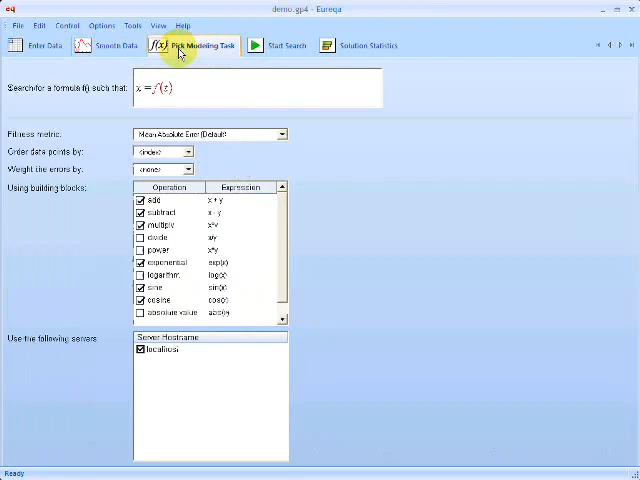 eq demo.gp4 - Eureqa
File Edit Control Options Tools View Help
Enter Data Smooth Data f(x) Pick Modeling Task Start Search Solution Statistics
Search for a formula f() such that: x = f(t)
Fitness metric: Mean Absolute Error (Default)
Order data points by: <index>
Weight the errors by: <none>
Using building blocks: Operation Expression
add x + y
subtract x - y
multiply x*y
divide x/y
power x^y
exponential exp(x)
logarithm log(x)
sine sin(x)
cosine cos(x)
absolute value abs(x)
Use the following servers: Server Hostname
localhost
Ready